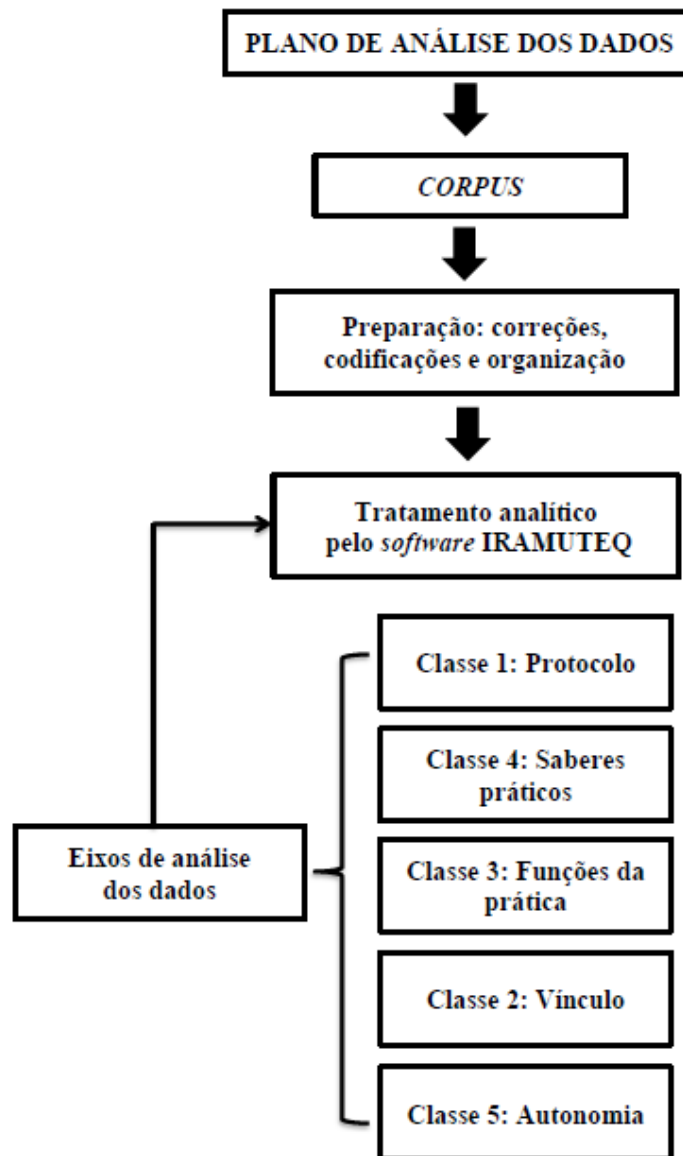 PLANO DE ANÁLISE DOS DADOS
CORPUS
Preparação: correções,
codificações e organização
Tratamento analítico
pelo software IRAMUTEQ
Classe 1: Protocolo
Classe 4: Saberes
práticos
Eixos de análise
dos dados
Classe 3: Funções da
prática
Classe 2: Vínculo
Classe 5: Autonomia